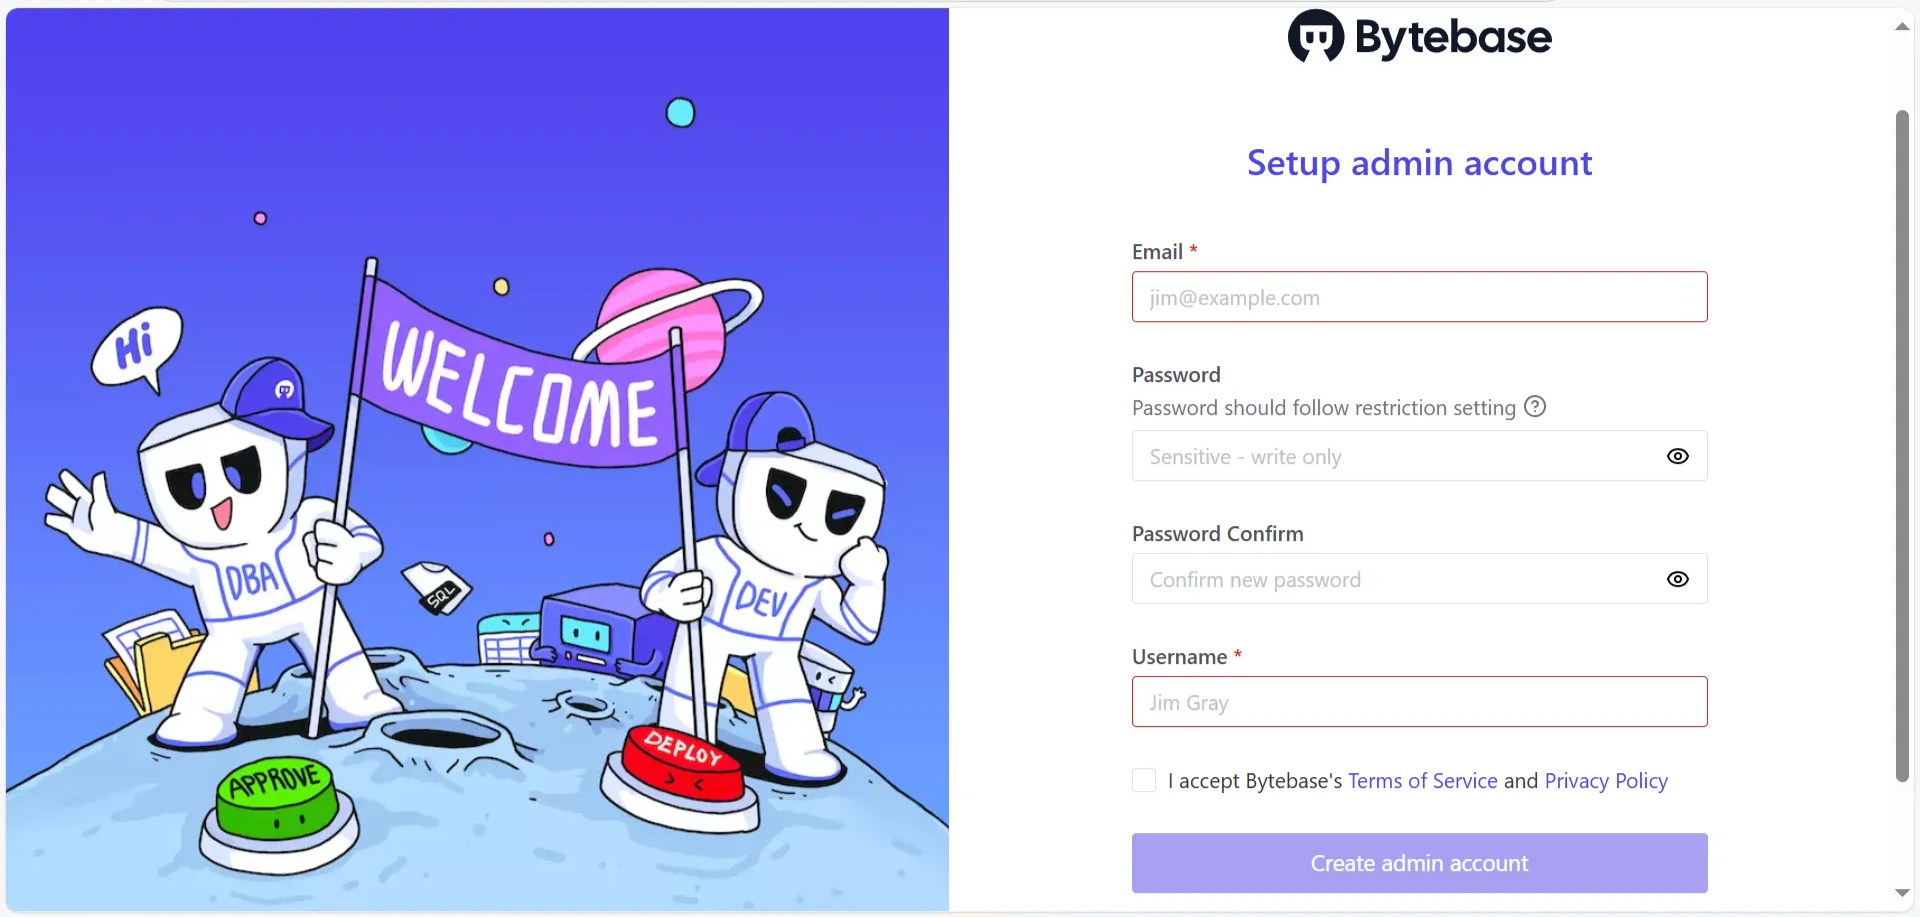 Hi
WELCOME
DBA
SQL
DEV
APPROVE
DEPLOY
Bytebase
Setup admin account
Email *
jim@example.com
Password
Password should follow restriction setting
Sensitive - write only
Password Confirm
Confirm new password
Username *
Jim Gray
I accept Bytebase's Terms of Service and Privacy Policy
Create admin account